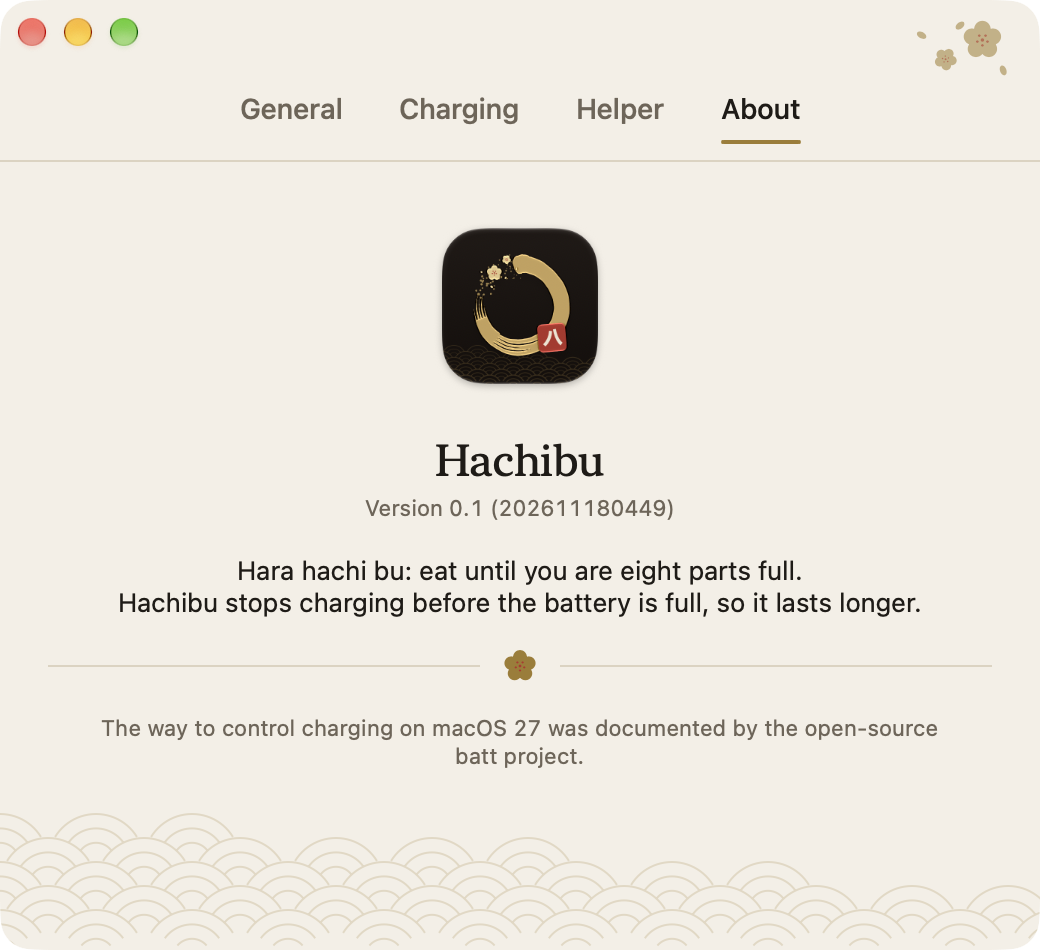 General
Charging
Helper
About
八
Hachibu
Version 0.1 (202611180449)
Hara hachi bu: eat until you are eight parts full.
Hachibu stops charging before the battery is full, so it lasts longer.
The way to control charging on macOS 27 was documented by the open-source
batt project.